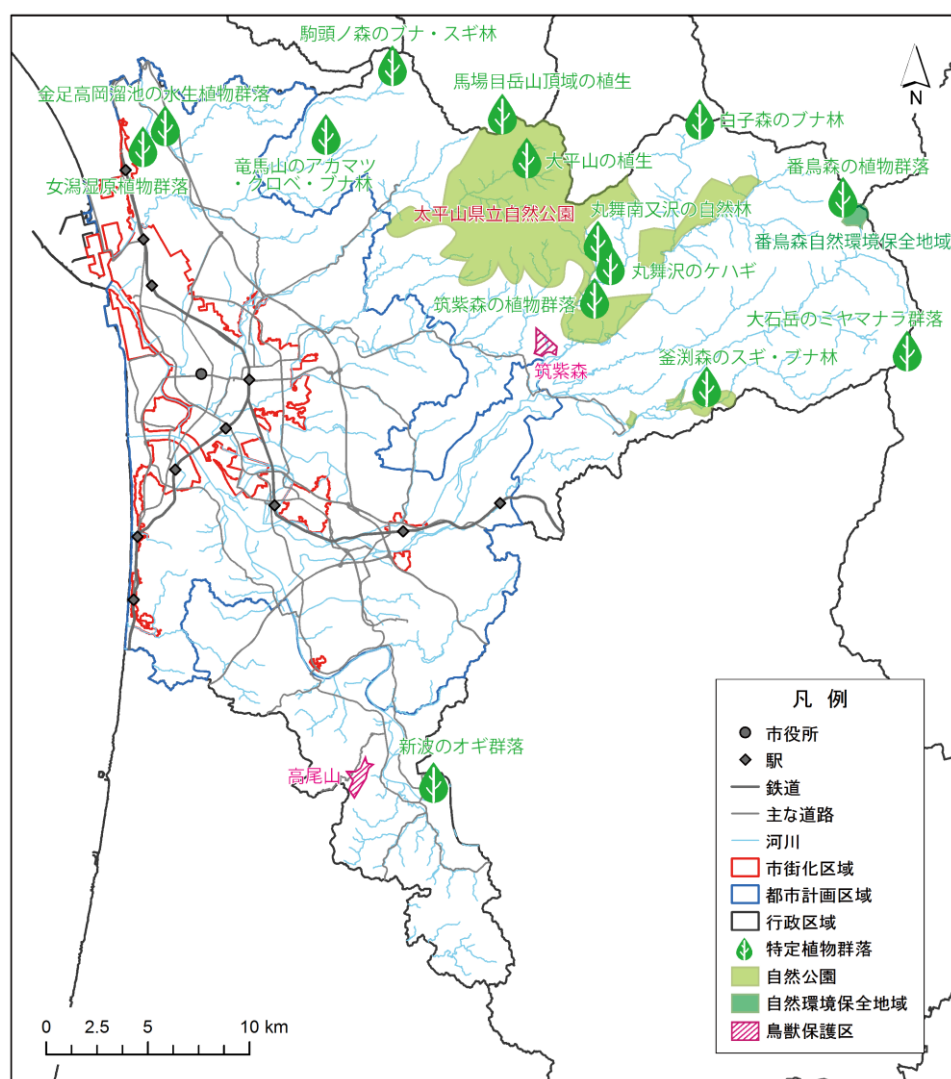 駒頭ノ森のブナ・スギ林
馬場目岳山頂域の植生
N
金足高岡溜池の水生植物群落
白子森のブナ林
大平山の植生
竜馬山のアカマツ
・クロベ・ブナ林
番鳥森の植物群落
女潟湿原植物群落
太平山県立自然公園
丸舞南又沢の自然林
番鳥森自然環境保全地域
丸舞沢のケハギ
筑紫森の植物群落
大石岳のミヤマナラ群落
釜渕森のスギ・ブナ林
筑紫森
新波のオギ群落
高尾山
凡 例
市役所
駅
鉄道
主な道路
河川
市街化区域
都市計画区域
行政区域
特定植物群落
自然公園
自然環境保全地域
鳥獣保護区
0 2.5 5 10 km